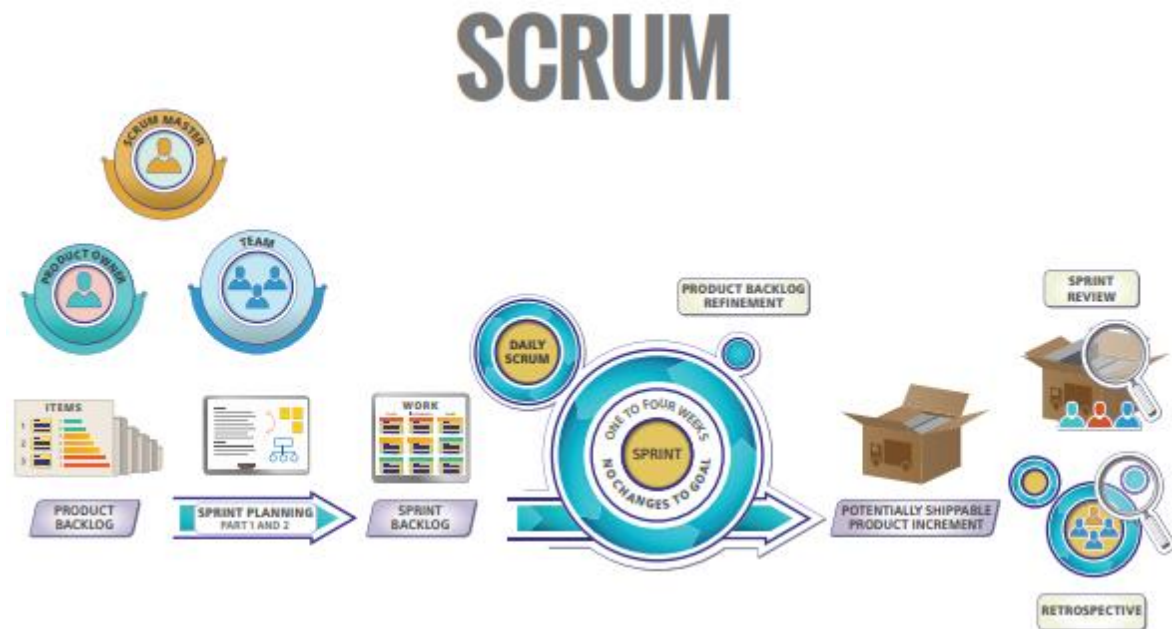 SCRUM
SCRUM MASTER
PRODUCT OWNER
TEAM
PRODUCT BACKLOG
REFINEMENT
SPRINT
REVIEW
DAILY
SCRUM
ITEMS
1
2
3
WORK
ONE TO FOUR WEEKS
SPRINT
NO CHANGES TO GOAL
PRODUCT
BACKLOG
SPRINT PLANNING
PART 1 AND 2
SPRINT
BACKLOG
POTENTIALLY SHIPPABLE
PRODUCT INCREMENT
RETROSPECTIVE